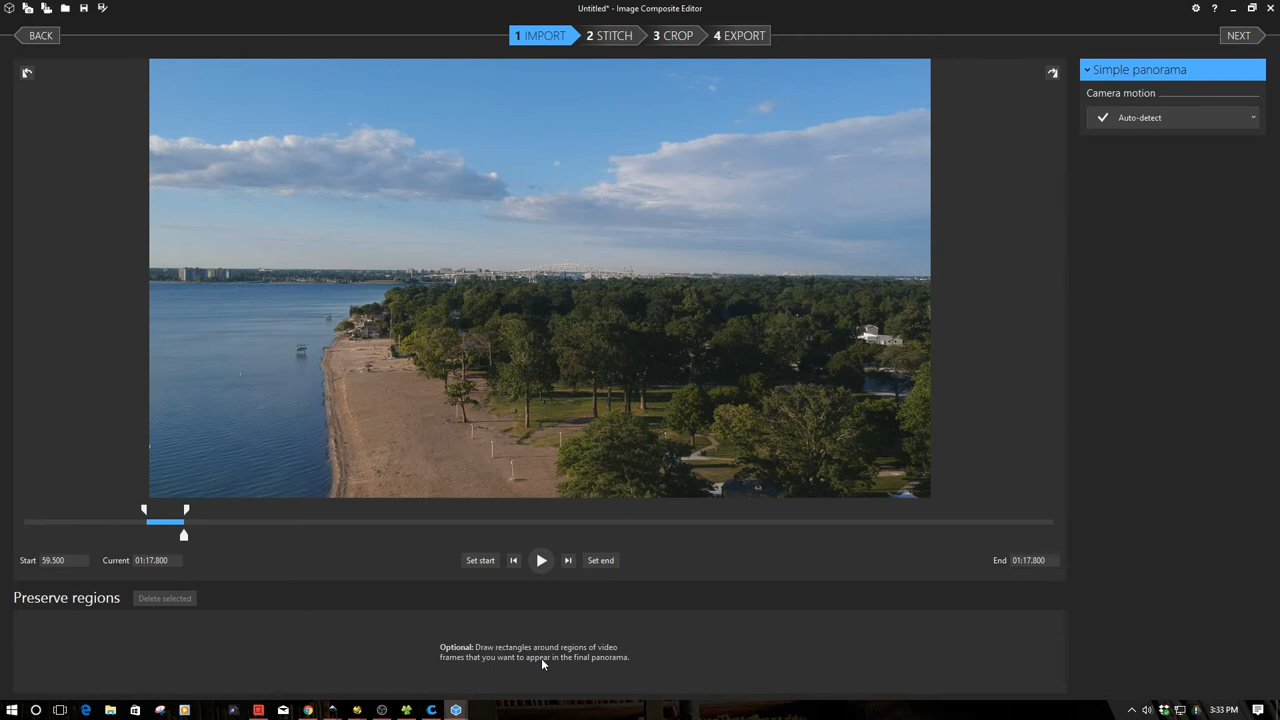 Untitled* - Image Composite Editor
BACK
1 IMPORT
2 STITCH
3 CROP
4 EXPORT
NEXT
Simple panorama
Camera motion
Auto-detect
Start 59.500
Current 01:17.800
Set start
Set end
End 01:17.800
Preserve regions
Delete selected
Optional: Draw rectangles around regions of video
frames that you want to appear in the final panorama.
3:33 PM